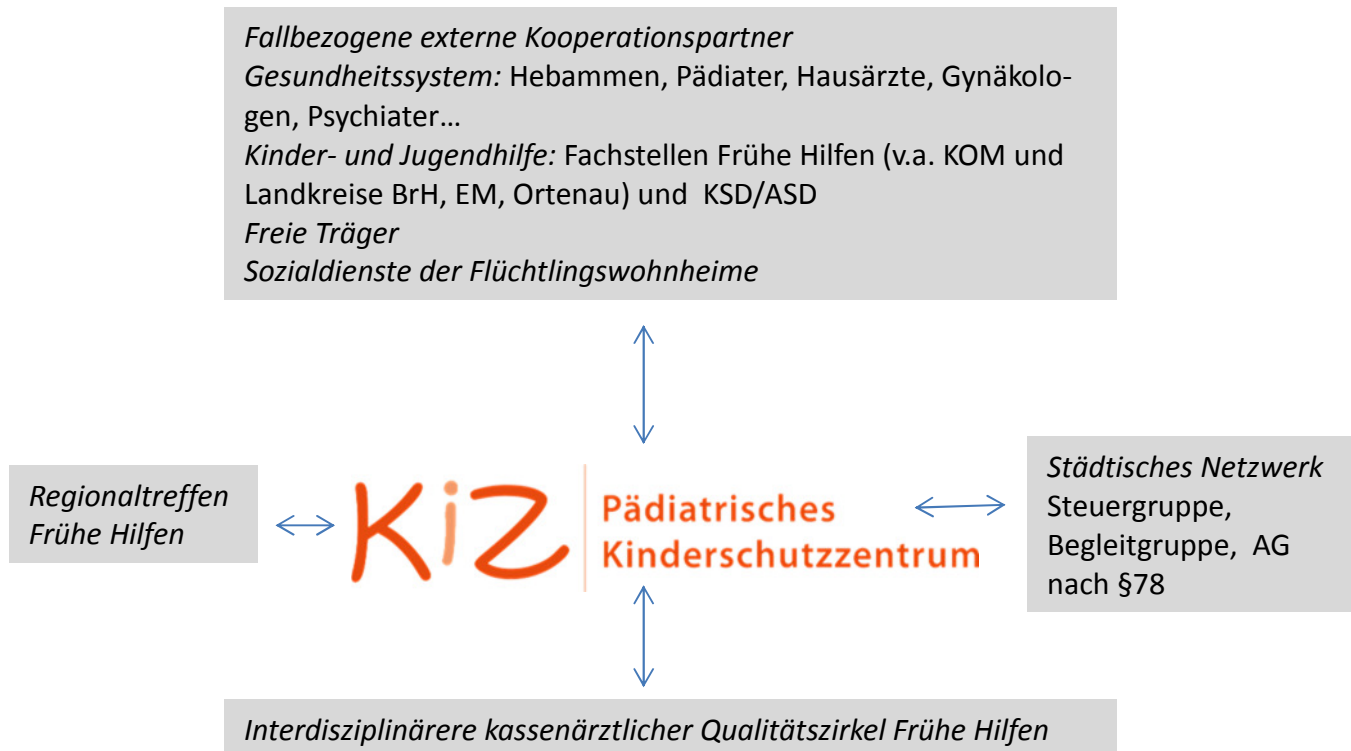 Fallbezogene externe Kooperationspartner
Gesundheitssystem: Hebammen, Pädiater, Hausärzte, Gynäkolo-
gen, Psychiater…
Kinder- und Jugendhilfe: Fachstellen Frühe Hilfen (v.a. KOM und
Landkreise BrH, EM, Ortenau) und KSD/ASD
Freie Träger
Sozialdienste der Flüchtlingswohnheime
Regionaltreffen
Frühe Hilfen
KiZ
Pädiatrisches
Kinderschutzzentrum
Städtisches Netzwerk
Steuergruppe,
Begleitgruppe, AG
nach §78
Interdisziplinärere kassenärztlicher Qualitätszirkel Frühe Hilfen